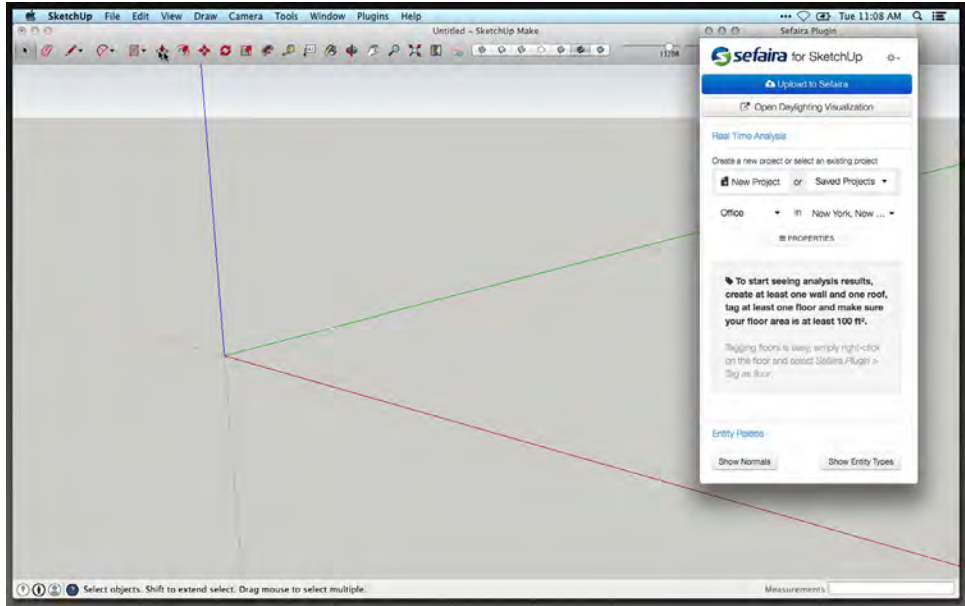 SketchUp File Edit View Draw Camera Tools Window Plugins Help Tue 11:08 AM
Untitled - SketchUp Make
Sefaira Plugin
11/08
sefaira for SketchUp
Upload to Sefaira
Open Daylighting Visualization
Real Time Analysis
Create a new project or select an existing project
New Project or Saved Projects
Office in New York, New ...
PROPERTIES
To start seeing analysis results,
create at least one wall and one roof,
tag at least one floor and make sure
your floor area is at least 100 ft².
Tagging floors is easy, simply right-click
on the floor and select Sefaira Plugin >
Tag as floor.
Entity Palette
Show Normals Show Entity Types
Select objects. Shift to extend select. Drag mouse to select multiple. Measurements